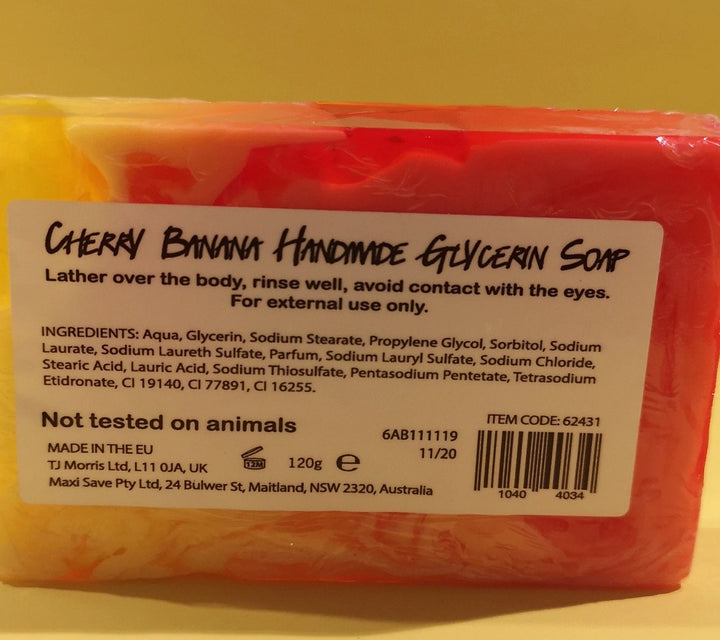 CHERRY BANANA HANDMADE GLYCERIN SOAP
Lather over the body, rinse well, avoid contact with the eyes.
For external use only.
INGREDIENTS: Aqua, Glycerin, Sodium Stearate, Propylene Glycol, Sorbitol, Sodium
Laurate, Sodium Laureth Sulfate, Parfum, Sodium Lauryl Sulfate, Sodium Chloride,
Stearic Acid, Lauric Acid, Sodium Thiosulfate, Pentasodium Pentetate, Tetrasodium
Etidronate, CI 19140, CI 77891, CI 16255.
Not tested on animals
MADE IN THE EU
TJ Morris Ltd, L11 0JA, UK
Maxi Save Pty Ltd, 24 Bulwer St, Maitland, NSW 2320, Australia
12M
120g ℮
6AB111119
11/20
ITEM CODE: 62431
1040 4034